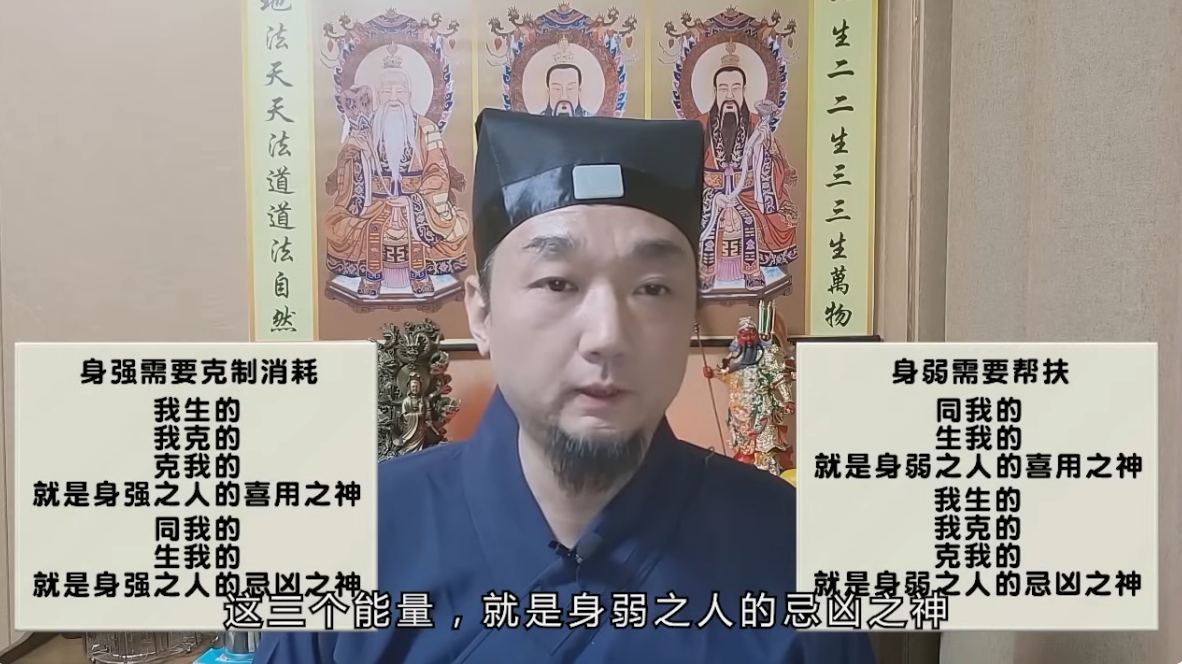 地法天天法道道法自然
生二二生三三生萬物
身强需要克制消耗
我生的
我克的
克我的
就是身强之人的喜用之神
同我的
生我的
就是身强之人的忌凶之神
身弱需要帮扶
同我的
生我的
就是身弱之人的喜用之神
我生的
我克的
克我的
就是身弱之人的忌凶之神
这三个能量，就是身弱之人的忌凶之神